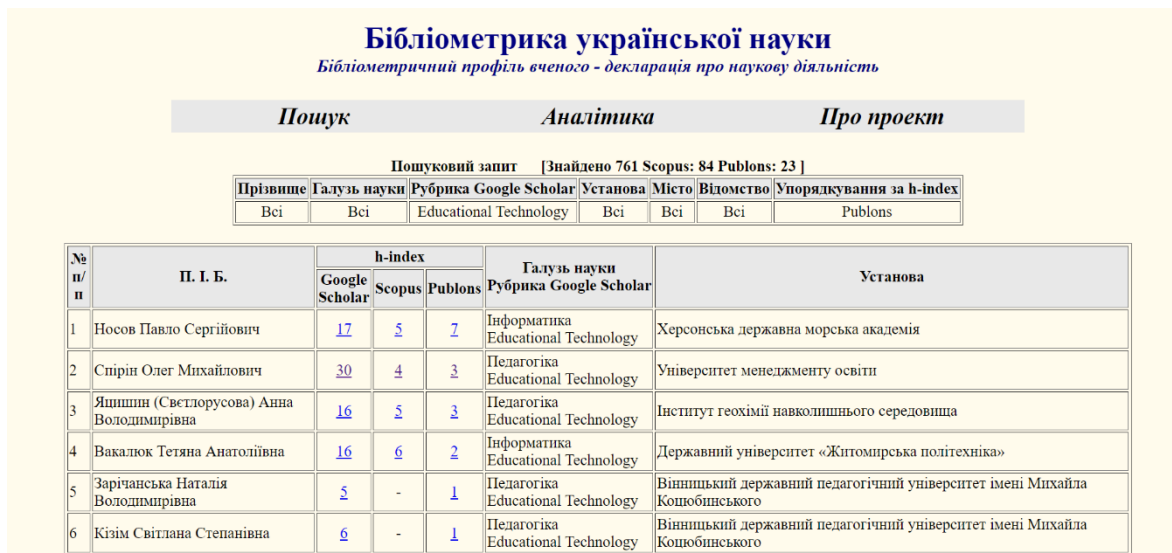 Бібліометрика української науки
Бібліометричний профіль вченого - декларація про наукову діяльність
Пошук Аналітика Про проект
Пошуковий запит [Знайдено 761 Scopus: 84 Publons: 23 ]
Прізвище Галузь науки Рубрика Google Scholar Установа Місто Відомство Упорядкування за h-index
Всі Всі Educational Technology Всі Всі Всі Publons
№ п/п П. І. Б. h-index Google Scholar Scopus Publons Галузь науки Рубрика Google Scholar Установа
1 Носов Павло Сергійович 17 5 7 Інформатика Educational Technology Херсонська державна морська академія
2 Спірін Олег Михайлович 30 4 3 Педагогіка Educational Technology Університет менеджменту освіти
3 Яцишин (Свєтлорусова) Анна Володимирівна 16 5 3 Педагогіка Educational Technology Інститут геохімії навколишнього середовища
4 Вакалюк Тетяна Анатоліївна 16 6 2 Інформатика Educational Technology Державний університет «Житомирська політехніка»
5 Зарічанська Наталія Володимирівна 5 - 1 Педагогіка Educational Technology Вінницький державний педагогічний університет імені Михайла Коцюбинського
6 Кізім Світлана Степанівна 6 - 1 Педагогіка Educational Technology Вінницький державний педагогічний університет імені Михайла Коцюбинського